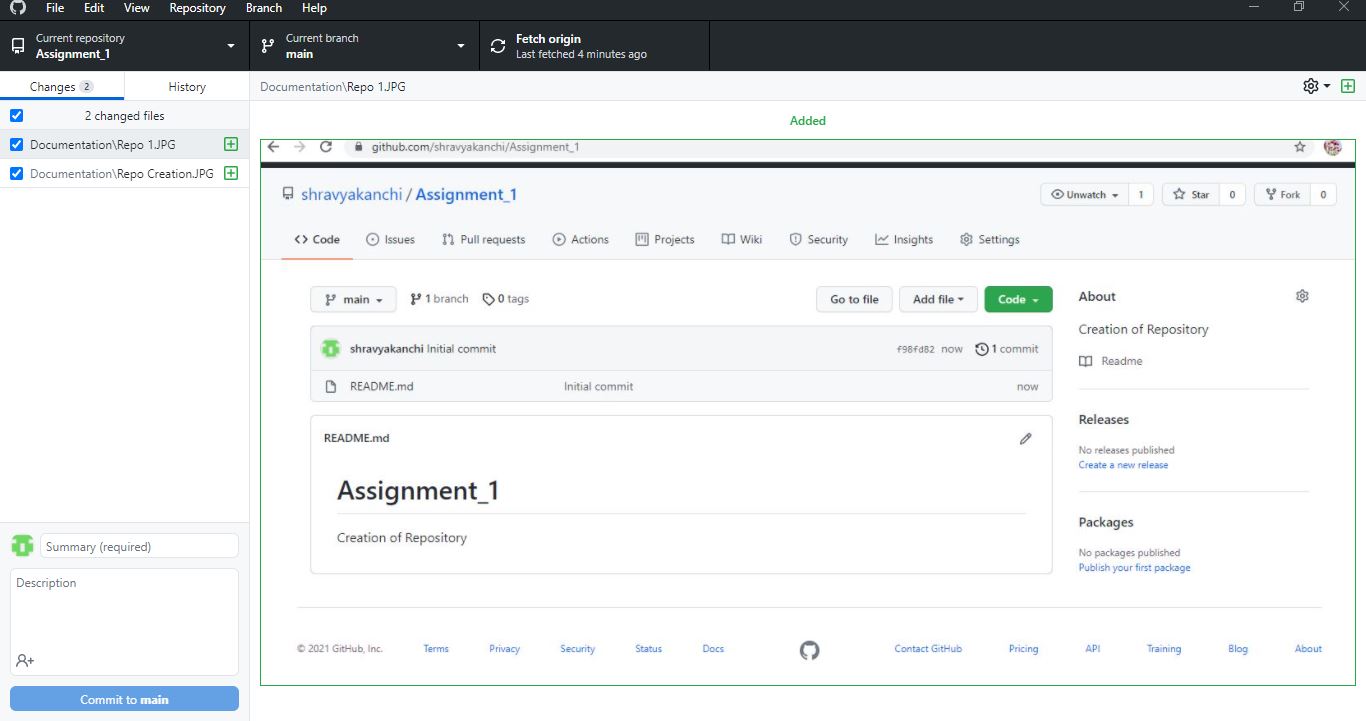 File Edit View Repository Branch Help
Current repository
Assignment_1
Current branch
main
Fetch origin
Last fetched 4 minutes ago
Changes 2
History
2 changed files
Documentation\Repo 1.JPG
Documentation\Repo Creation.JPG
Summary (required)
Description
Commit to main
Documentation\Repo 1.JPG
Added
github.com/shravyakanchi/Assignment_1
shravyakanchi / Assignment_1
Unwatch 1 Star 0 Fork 0
Code Issues Pull requests Actions Projects Wiki Security Insights Settings
main 1 branch 0 tags Go to file Add file Code
shravyakanchi Initial commit f98fd82 now 1 commit
README.md Initial commit now
README.md
Assignment_1
Creation of Repository
About
Creation of Repository
Readme
Releases
No releases published
Create a new release
Packages
No packages published
Publish your first package
© 2021 GitHub, Inc. Terms Privacy Security Status Docs Contact GitHub Pricing API Training Blog About